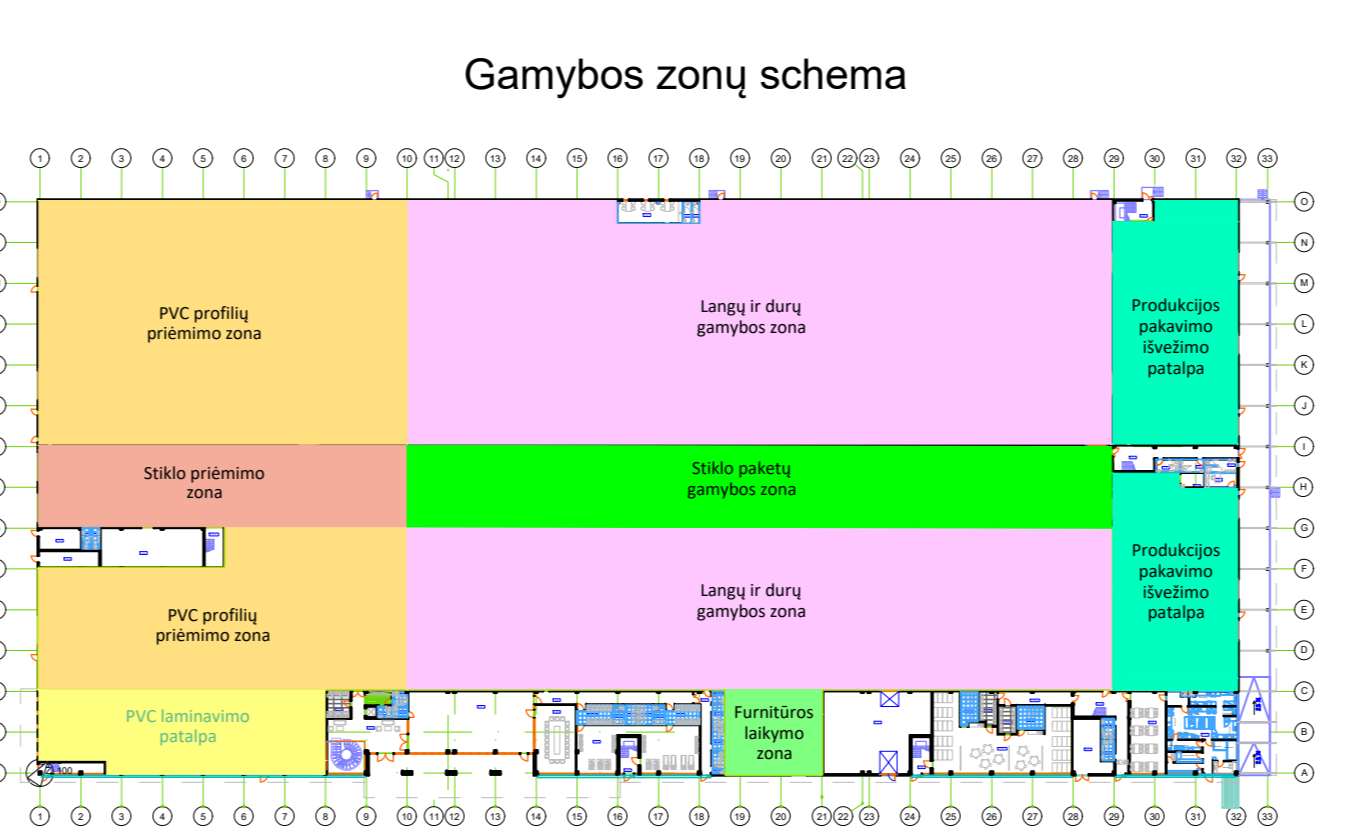 Gamybos zonų schema
1 2 3 4 5 6 7 8 9 10 11 12 13 14 15 16 17 18 19 20 21 22 23 24 25 26 27 28 29 30 31 32 33
O
N
M
L
K
J
I
H
G
F
E
D
C
B
A
PVC profilių
priėmimo zona
Langų ir durų
gamybos zona
Produkcijos
pakavimo
išvežimo
patalpa
Stiklo priėmimo
zona
Stiklo paketų
gamybos zona
PVC profilių
priėmimo zona
Langų ir durų
gamybos zona
Produkcijos
pakavimo
išvežimo
patalpa
PVC laminavimo
patalpa
Furnitūros
laikymo
zona
1 2 3 4 5 6 7 8 9 10 11 12 13 14 15 16 17 18 19 20 21 22 23 24 25 26 27 28 29 30 31 32 33